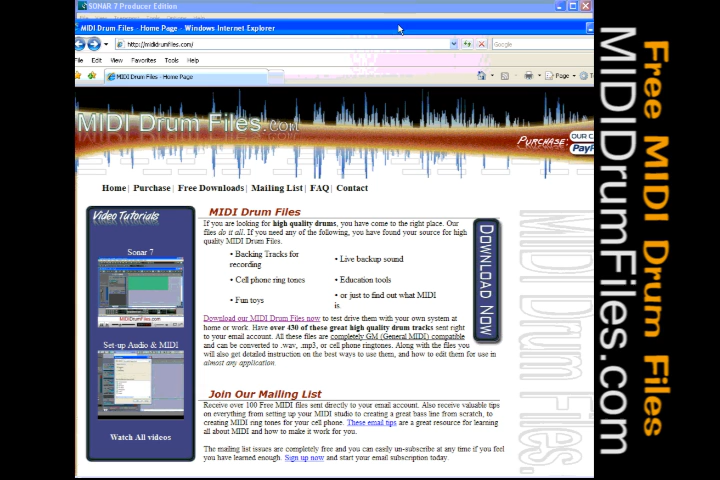 SONAR 7 Producer Edition
MIDI Drum Files - Home Page - Windows Internet Explorer
http://mididrumfiles.com/
Google
File Edit View Favorites Tools Help
MIDI Drum Files - Home Page
Page
MIDI Drum Files.com
PURCHASE:
OUR C
PayP
Home | Purchase | Free Downloads | Mailing List | FAQ | Contact
Video Tutorials
Sonar 7
MIDIDrumFiles.com
Set-up Audio & MIDI
Watch All videos
MIDI Drum Files
If you are looking for high quality drums, you have come to the right place. Our
files do it all. If you need any of the following, you have found your source for high
quality MIDI Drum Files.
• Backing Tracks for
recording
• Live backup sound
• Cell phone ring tones
• Education tools
• Fun toys
• or just to find out what MIDI
is.
Download our MIDI Drum Files now to test drive them with your own system at
home or work. Have over 430 of these great high quality drum tracks sent right
to your email account. All these files are completely GM (General MIDI) compatible
and can be converted to .wav, .mp3, or cell phone ringtones. Along with the files you
will also get detailed instruction on the best ways to use them, and how to edit them for use in
almost any application.
Download Now
Join Our Mailing List
Receive over 100 Free MIDI files sent directly to your email account. Also receive valuable tips
on everything from setting up your MIDI studio to creating a great bass line from scratch, to
creating MIDI ring tones for your cell phone. These email tips are a great resource for learning
all about MIDI and how to make it work for you.
The mailing list issues are completely free and you can easily un-subscribe at any time if you feel
you have learned enough. Sign up now and start your email subscription today.
MIDI Drum Files.
Free MIDI Drum Files
MIDIDrumFiles.com